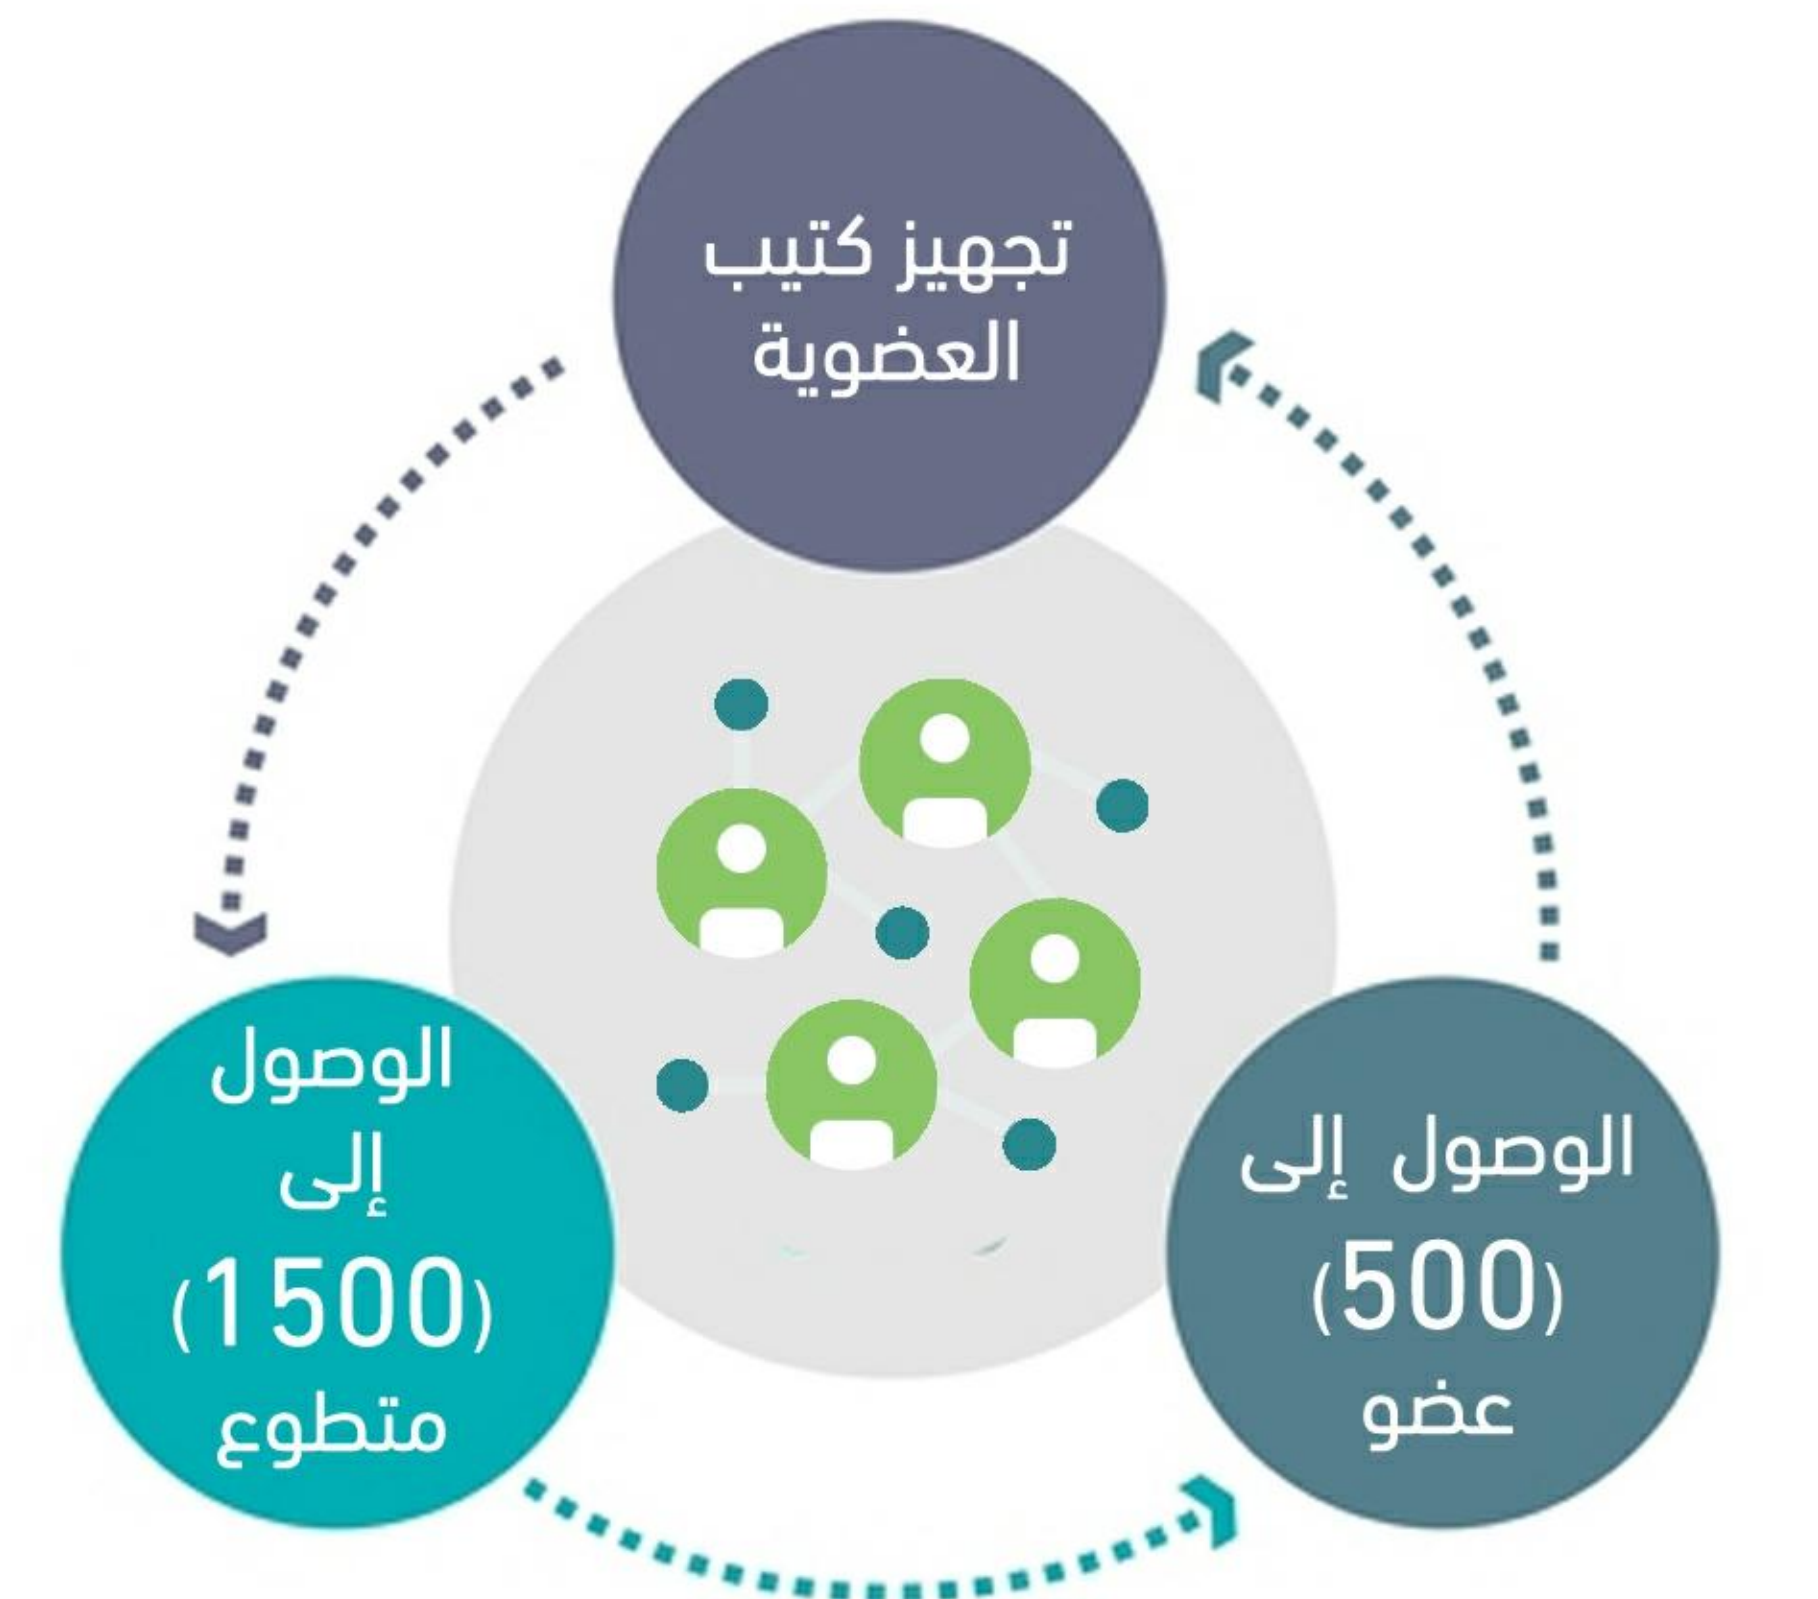 تجهيز كتيب
العضوية
الوصول إلى
(500)
عضو
الوصول
إلى
(1500)
متطوع